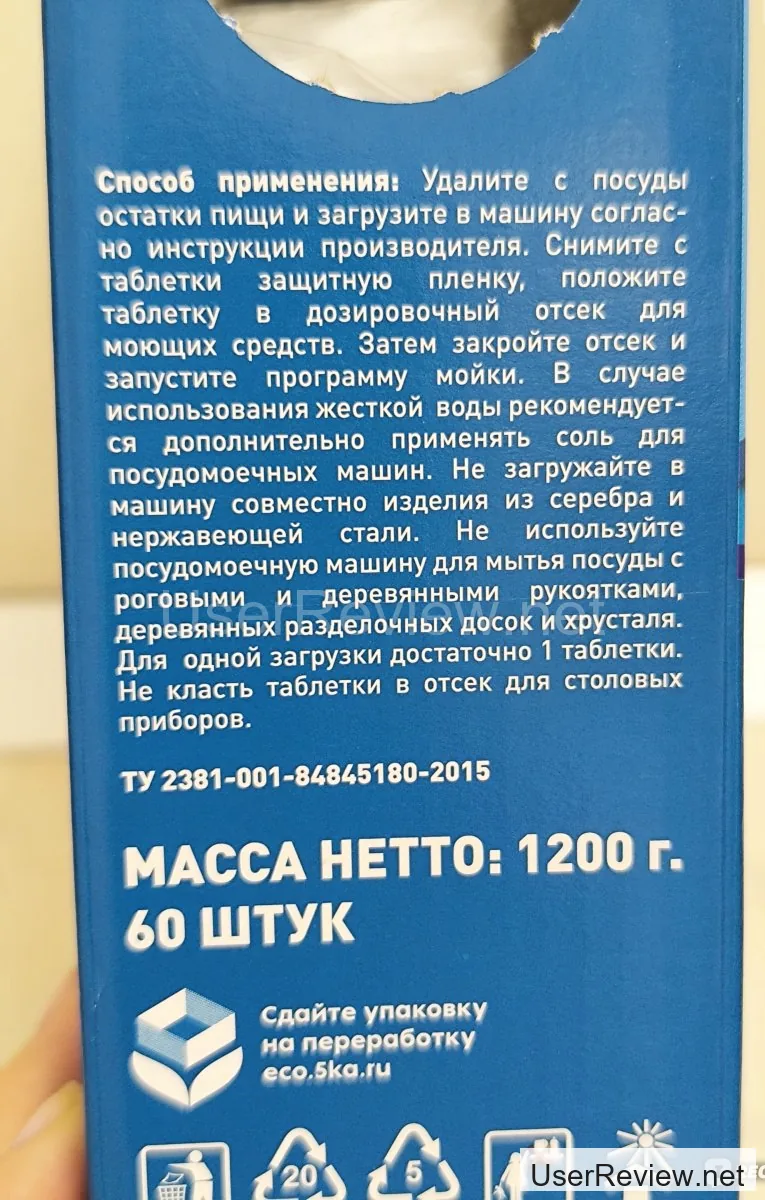 Способ применения: Удалите с посуды
остатки пищи и загрузите в машину соглас-
но инструкции производителя. Снимите с
таблетки защитную пленку, положите
таблетку в дозировочный отсек для
моющих средств. Затем закройте отсек и
запустите программу мойки. В случае
использования жесткой воды рекомендует-
ся дополнительно применять соль для
посудомоечных машин. Не загружайте в
машину совместно изделия из серебра и
нержавеющей стали. Не используйте
посудомоечную машину для мытья посуды с
роговыми и деревянными рукоятками,
UserReview.net
деревянных разделочных досок и хрусталя.
Для одной загрузки достаточно 1 таблетки.
Не класть таблетки в отсек для столовых
приборов.
ТУ 2381-001-84845180-2015
МАССА НЕТТО: 1200 г.
60 ШТУК
Сдайте упаковку
на переработку
eco.5ka.ru
20
5
UserReview.net